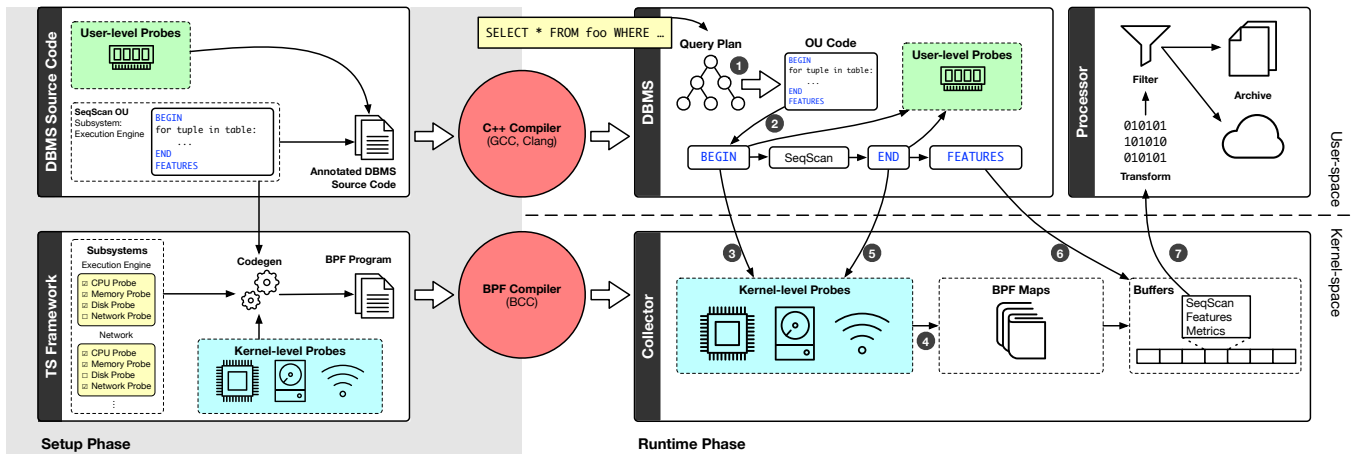 DBMS Source Code
User-level Probes
SeqScan OU
Subsystem:
Execution Engine
BEGIN
for tuple in table:
...
END
FEATURES
Annotated DBMS
Source Code
C++ Compiler
(GCC, Clang)
SELECT * FROM foo WHERE …
DBMS
Query Plan
1
OU Code
BEGIN
for tuple in table:
...
END
FEATURES
User-level Probes
2
BEGIN
SeqScan
END
FEATURES
Processor
Filter
Archive
010101
101010
010101
Transform
User-space
Kernel-space
TS Framework
Subsystems
Execution Engine
☑ CPU Probe
☑ Memory Probe
☑ Disk Probe
☐ Network Probe
Network
☑ CPU Probe
☑ Memory Probe
☐ Disk Probe
☑ Network Probe
⋮
Codegen
BPF Program
Kernel-level Probes
BPF Compiler
(BCC)
Collector
3
5
6
7
Kernel-level Probes
4
BPF Maps
Buffers
SeqScan
Features
Metrics
Setup Phase
Runtime Phase